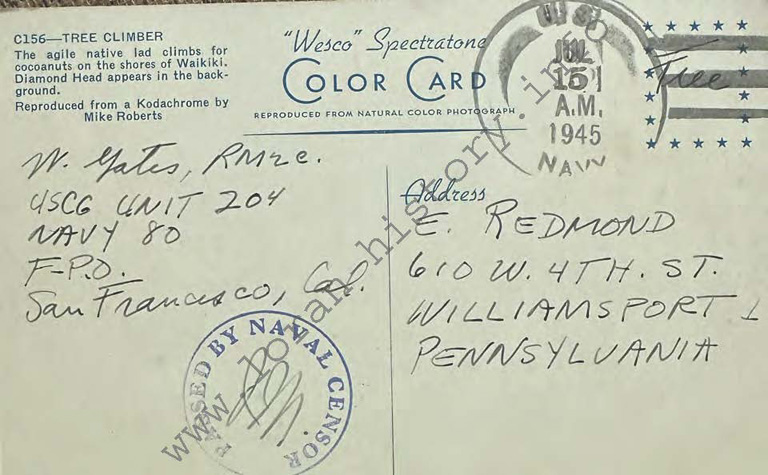 C156—TREE CLIMBER
The agile native lad climbs for
cocoanuts on the shores of Waikiki.
Diamond Head appears in the back-
ground.
Reproduced from a Kodachrome by
Mike Roberts
"Wesco" Spectratone
COLOR CARD
REPRODUCED FROM NATURAL COLOR PHOTOGRAPH
JUL
15
A.M.
1945
NAVY
Free
W. Yates, RM2c.
USCG UNIT 204
NAVY 80
F-P.O.
San Francisco, Cal.
Address
E. REDMOND
610 W. 4TH. ST.
WILLIAMSPORT
PENNSYLVANIA
PASSED BY NAVAL CENSOR